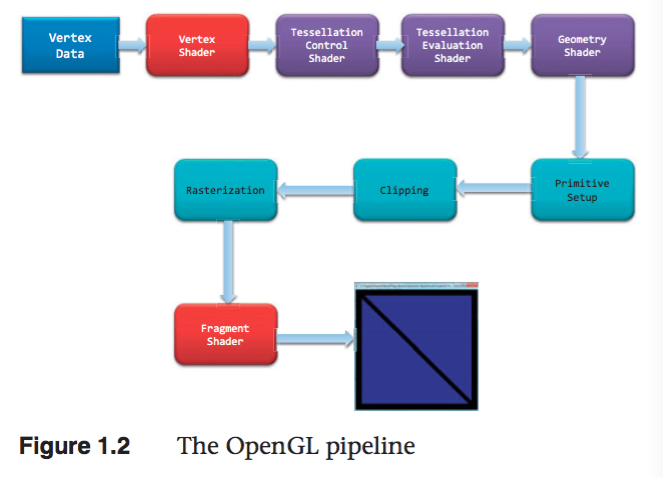 Vertex
Data
Vertex
Shader
Tessellation
Control
Shader
Tessellation
Evaluation
Shader
Geometry
Shader
Primitive
Setup
Clipping
Rasterization
Fragment
Shader
Figure 1.2 The OpenGL pipeline